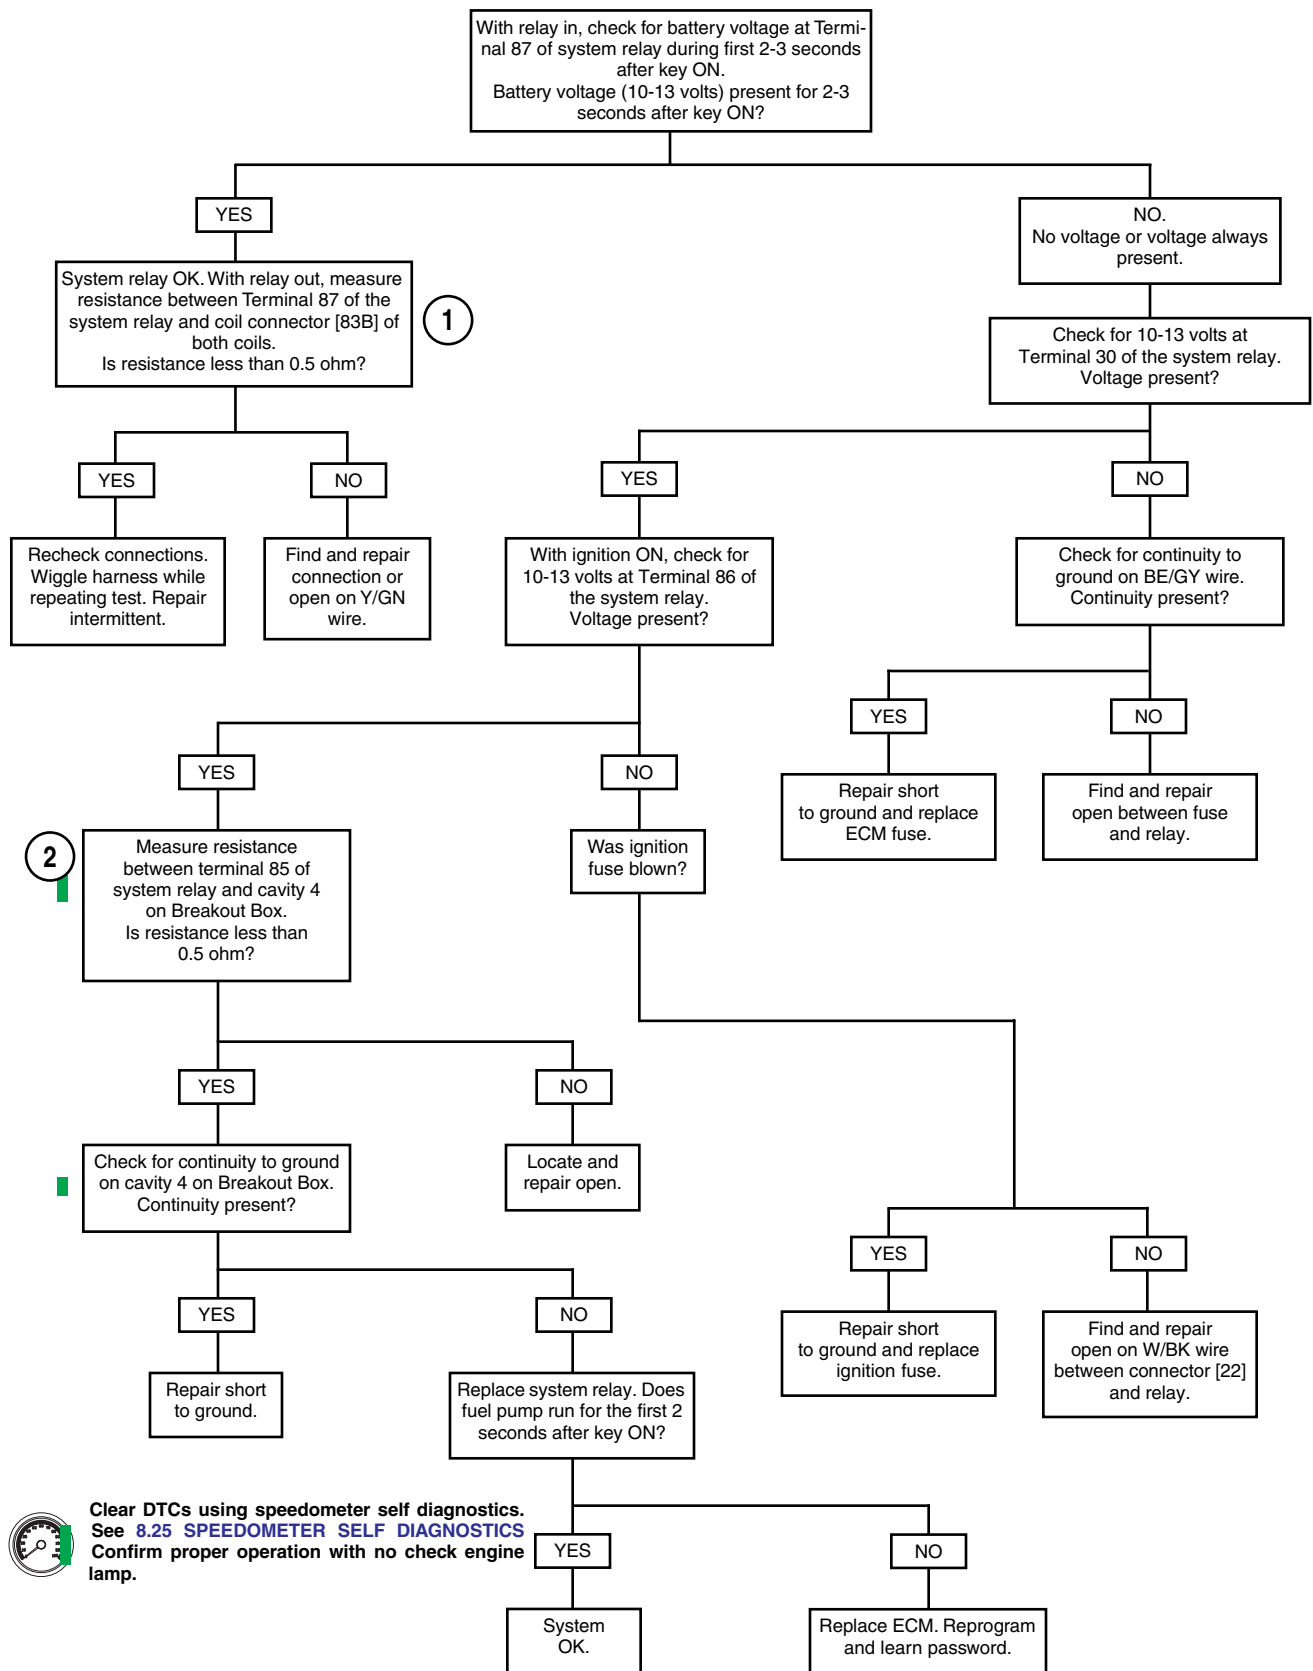 With relay in, check for battery voltage at Termi-
nal 87 of system relay during first 2-3 seconds
after key ON.
Battery voltage (10-13 volts) present for 2-3
seconds after key ON?
YES
NO.
No voltage or voltage always
present.
System relay OK. With relay out, measure
resistance between Terminal 87 of the
system relay and coil connector [83B] of
both coils.
Is resistance less than 0.5 ohm?
1
Check for 10-13 volts at
Terminal 30 of the system relay.
Voltage present?
YES
NO
YES
NO
Recheck connections.
Wiggle harness while
repeating test. Repair
intermittent.
Find and repair
connection or
open on Y/GN
wire.
With ignition ON, check for
10-13 volts at Terminal 86 of
the system relay.
Voltage present?
Check for continuity to
ground on BE/GY wire.
Continuity present?
YES
NO
YES
NO
Repair short
to ground and replace
ECM fuse.
Find and repair
open between fuse
and relay.
2
Measure resistance
between terminal 85 of
system relay and cavity 4
on Breakout Box.
Is resistance less than
0.5 ohm?
Was ignition
fuse blown?
YES
NO
Check for continuity to ground
on cavity 4 on Breakout Box.
Continuity present?
Locate and
repair open.
YES
NO
YES
NO
Repair short
to ground and replace
ignition fuse.
Find and repair
open on W/BK wire
between connector [22]
and relay.
Repair short
to ground.
Replace system relay. Does
fuel pump run for the first 2
seconds after key ON?
Clear DTCs using speedometer self diagnostics.
See 8.25 SPEEDOMETER SELF DIAGNOSTICS
Confirm proper operation with no check engine
lamp.
YES
NO
System
OK.
Replace ECM. Reprogram
and learn password.